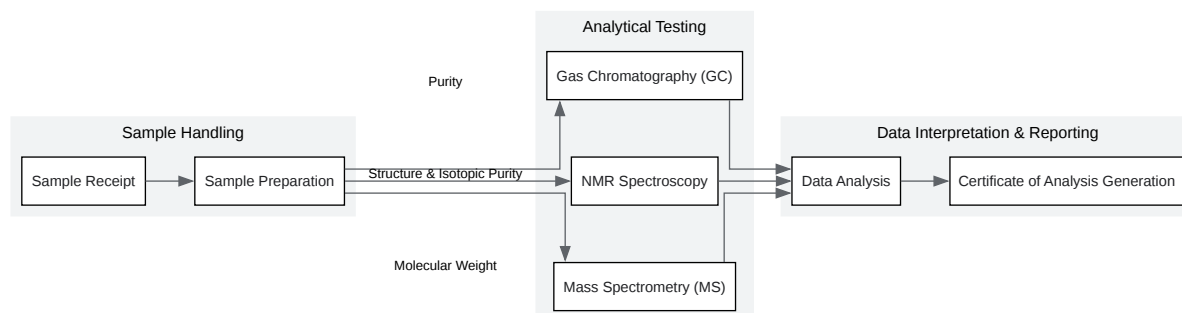 Analytical Testing
Gas Chromatography (GC)
Purity
Sample Handling
Data Interpretation & Reporting
Structure & Isotopic Purity
Sample Receipt
Sample Preparation
NMR Spectroscopy
Data Analysis
Certificate of Analysis Generation
Molecular Weight
Mass Spectrometry (MS)